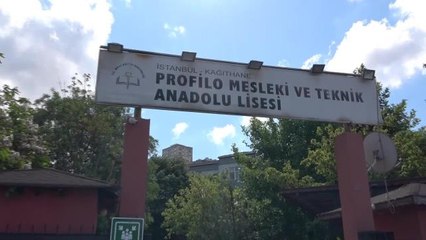 İSTANBUL KAĞITHANE
PROFİLO MESLEKİ VE TEKNİK
ANADOLU LİSESİ